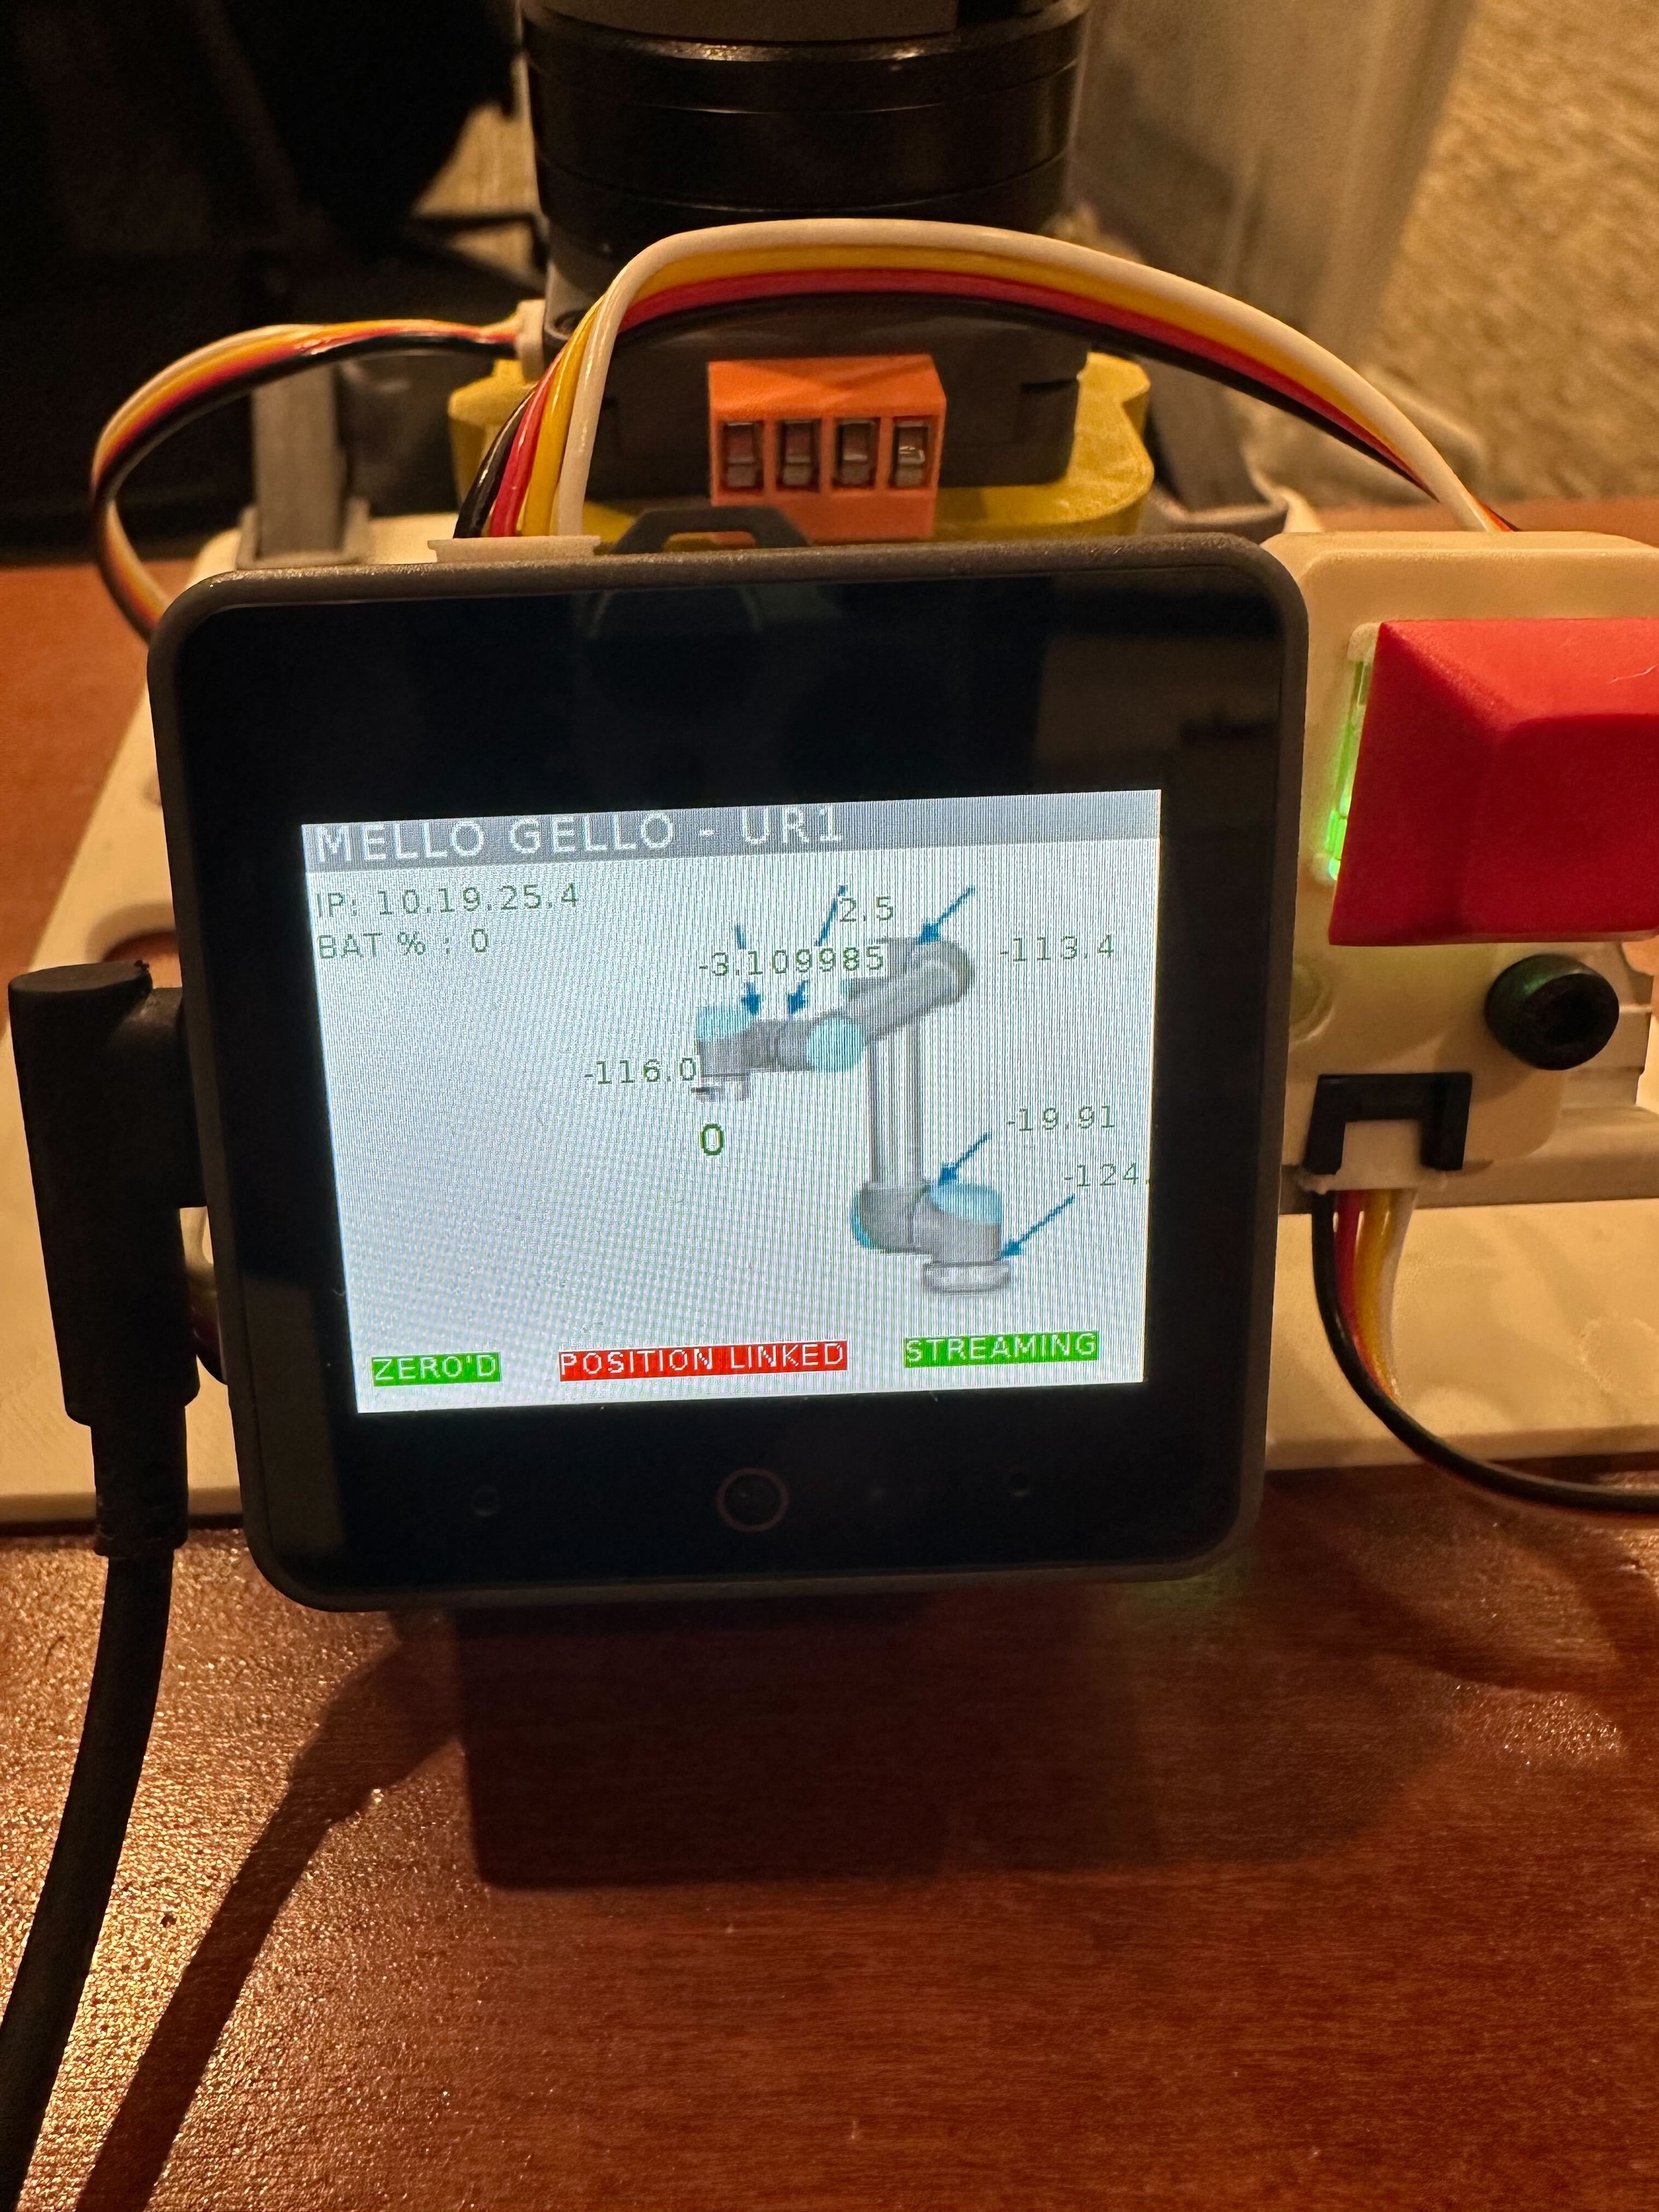 MELLO GELLO - UR1
IP: 10.19.25.4
BAT % : 0
2.5
-3.109985
-113.4
-116.0
0
-19.91
-124.
ZERO'D
POSITION LINKED
STREAMING